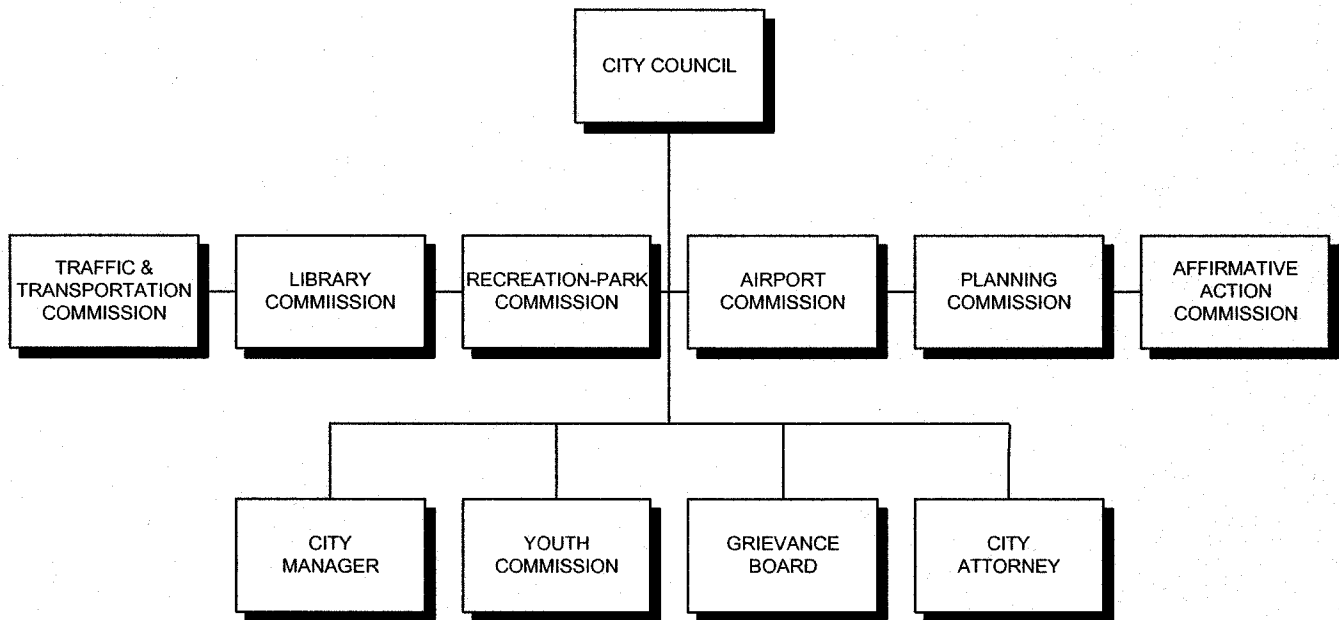 CITY COUNCIL
TRAFFIC &
TRANSPORTATION
COMMISSION
LIBRARY
COMMIISSION
RECREATION-PARK
COMMISSION
AIRPORT
COMMISSION
PLANNING
COMMISSION
AFFIRMATIVE
ACTION
COMMISSION
CITY
MANAGER
YOUTH
COMMISSION
GRIEVANCE
BOARD
CITY
ATTORNEY